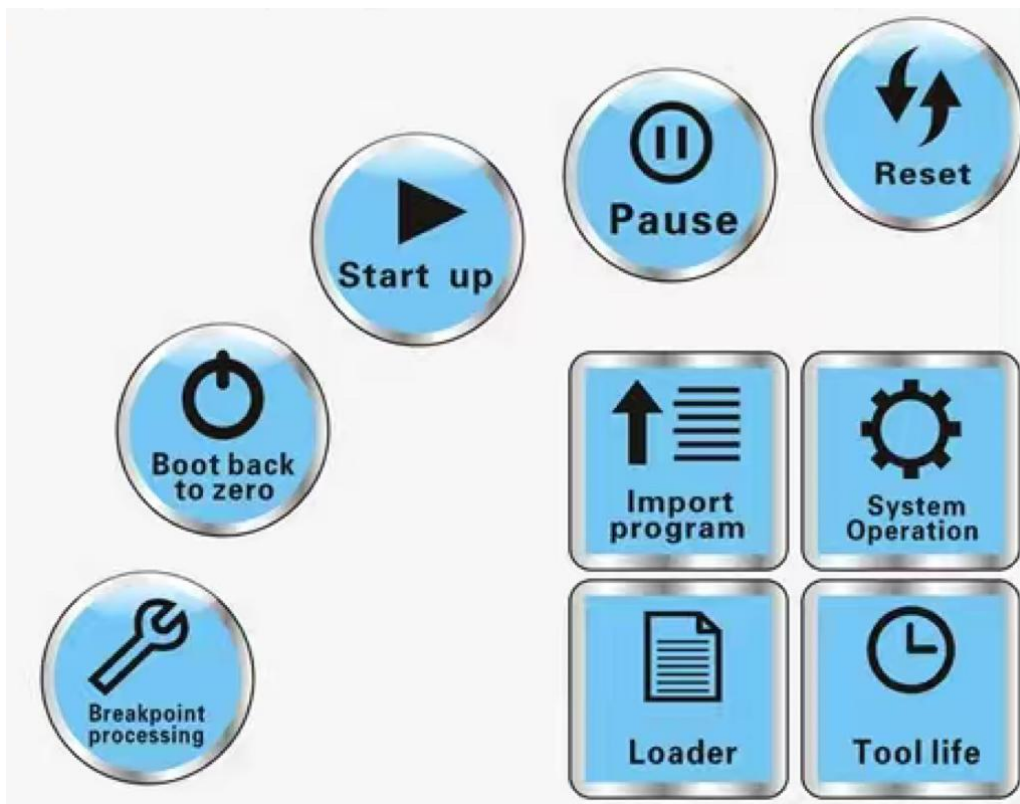 Reset
Pause
Start up
Boot back
to zero
Import
program
System
Operation
Breakpoint
processing
Loader
Tool life